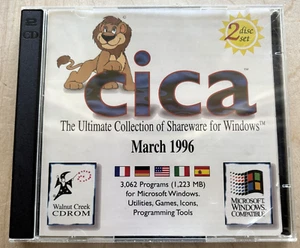 2 disc
set
cica
The Ultimate Collection of Shareware for Windows™
March 1996
3,062 Programs (1,223 MB)
for Microsoft Windows.
Utilities, Games, Icons,
Programming Tools
Walnut Creek
CDROM
MICROSOFT
WINDOWS
COMPATIBLE